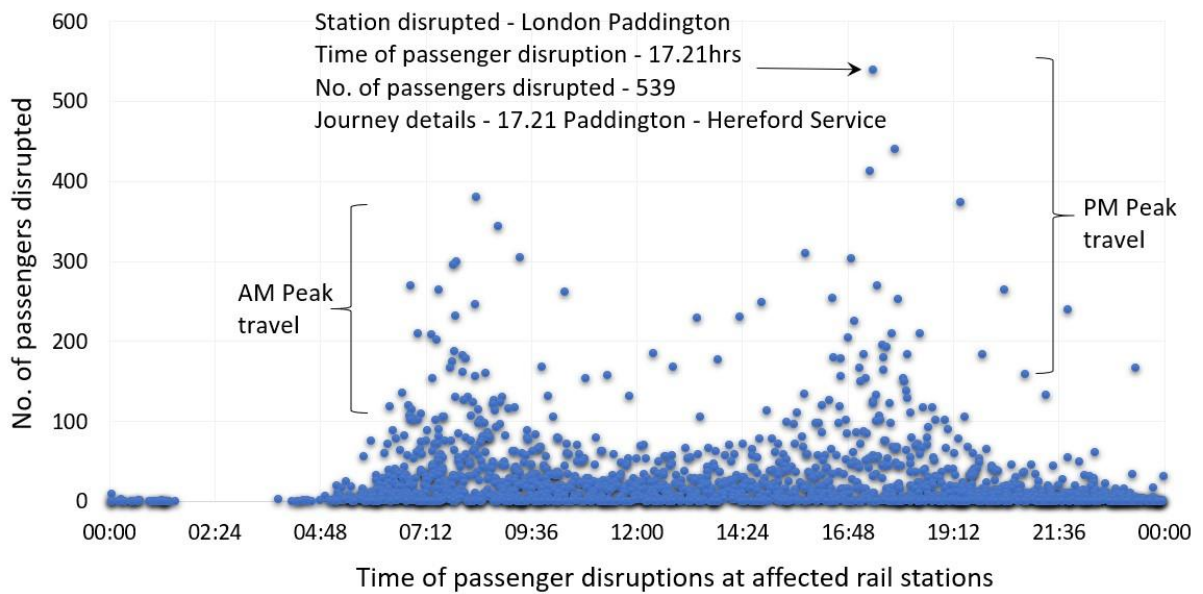 600
Station disrupted - London Paddington
Time of passenger disruption - 17.21hrs
No. of passengers disrupted - 539
Journey details - 17.21 Paddington - Hereford Service
500
400
300
200
100
0
No. of passengers disrupted
AM Peak
travel
PM Peak
travel
00:00 02:24 04:48 07:12 09:36 12:00 14:24 16:48 19:12 21:36 00:00
Time of passenger disruptions at affected rail stations